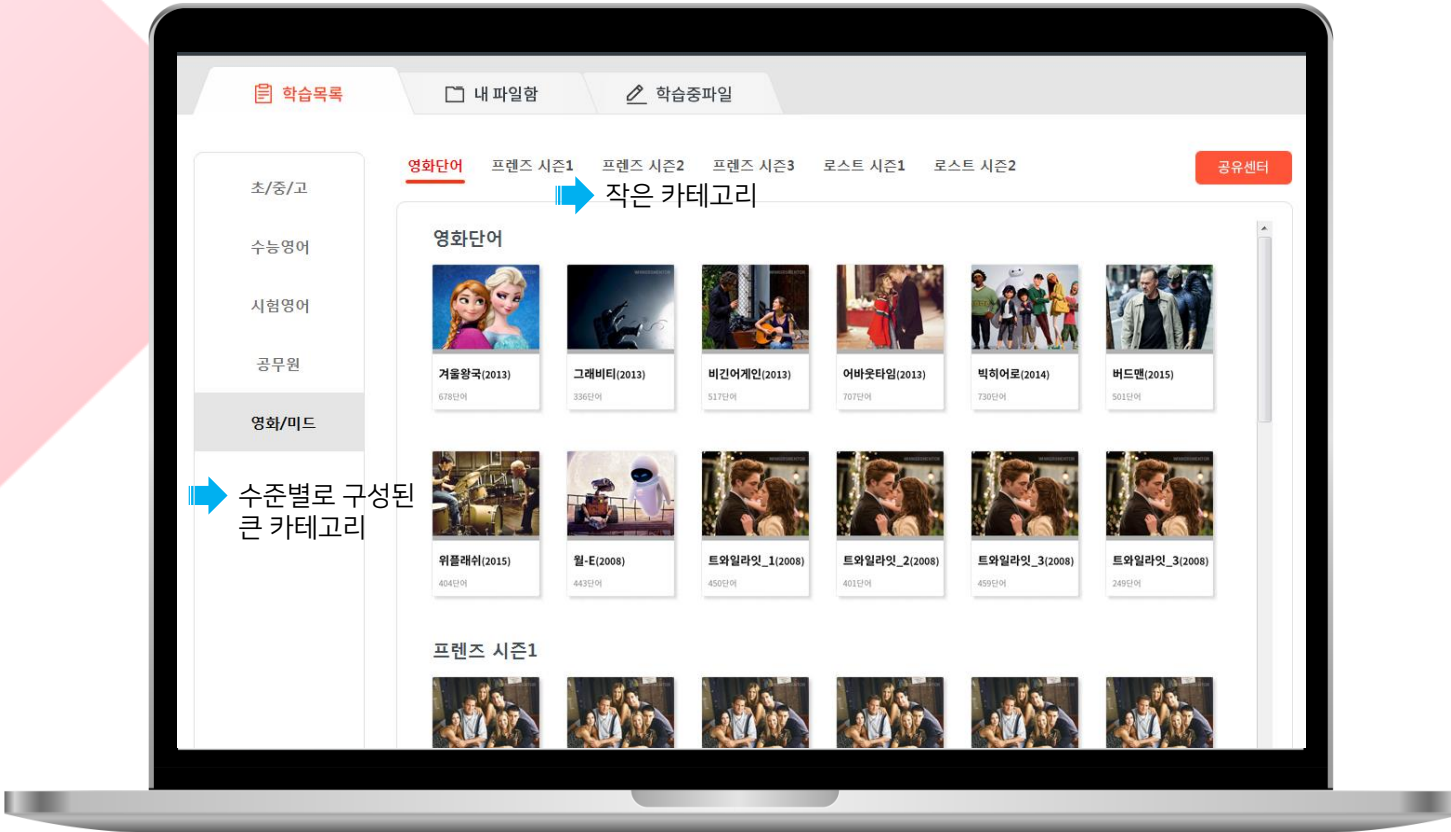 학습목록
내 파일함
학습중파일
초/중/고
수능영어
시험영어
공무원
영화/미드
수준별로 구성된
큰 카테고리
영화단어 프렌즈 시즌1 프렌즈 시즌2 프렌즈 시즌3 로스트 시즌1 로스트 시즌2
공유센터
작은 카테고리
영화단어
겨울왕국(2013)
678단어
그래비티(2013)
336단어
비긴어게인(2013)
517단어
어바웃타임(2013)
707단어
빅히어로(2014)
730단어
버드맨(2015)
501단어
위플래쉬(2015)
404단어
월-E(2008)
443단어
트와일라잇_1(2008)
450단어
트와일라잇_2(2008)
401단어
트와일라잇_3(2008)
459단어
트와일라잇_3(2008)
249단어
프렌즈 시즌1